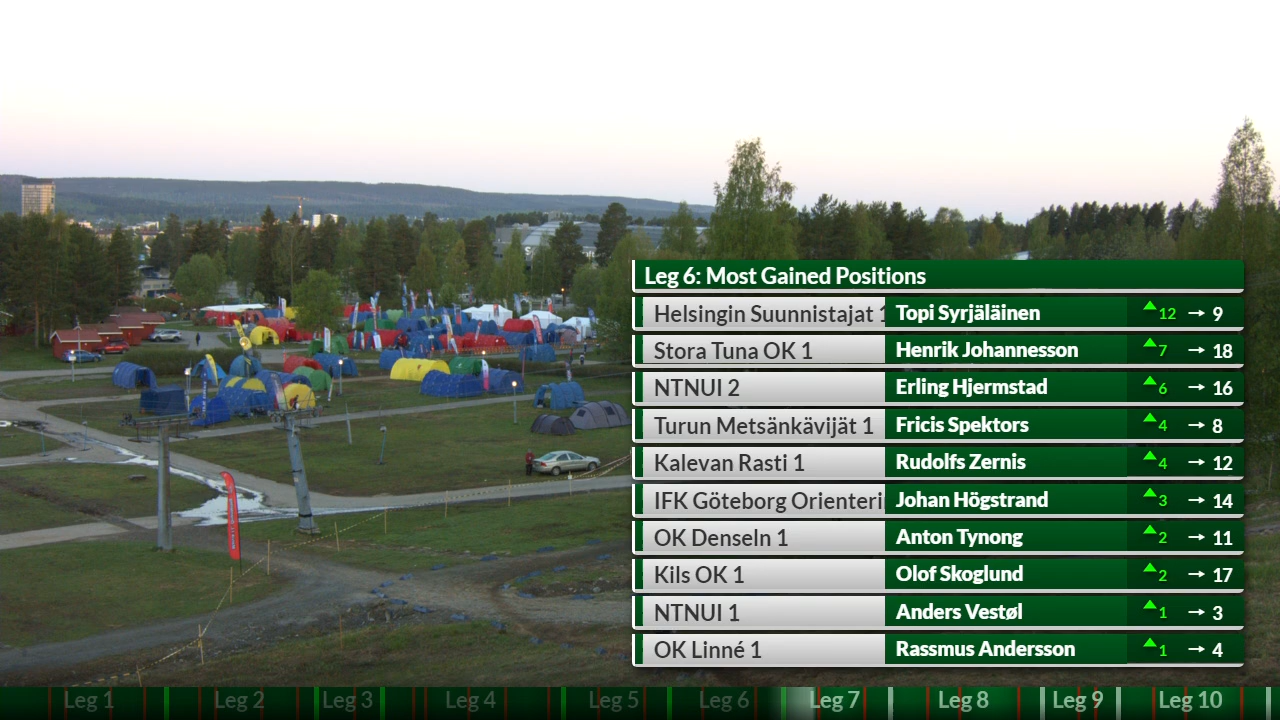 Leg 6: Most Gained Positions
Helsingin Suunnistajat 1 Topi Syrjäläinen 12 → 9
Stora Tuna OK 1 Henrik Johannesson 7 → 18
NTNUI 2 Erling Hjermstad 6 → 16
Turun Metsänkävijät 1 Fricis Spektors 4 → 8
Kalevan Rasti 1 Rudolfs Zernis 4 → 12
IFK Göteborg Orienteri Johan Högstrand 3 → 14
OK Denseln 1 Anton Tynong 2 → 11
Kils OK 1 Olof Skoglund 2 → 17
NTNUI 1 Anders Vestøl 1 → 3
OK Linné 1 Rassmus Andersson 1 → 4
Leg 1 Leg 2 Leg 3 Leg 4 Leg 5 Leg 6 Leg 7 Leg 8 Leg 9 Leg 10